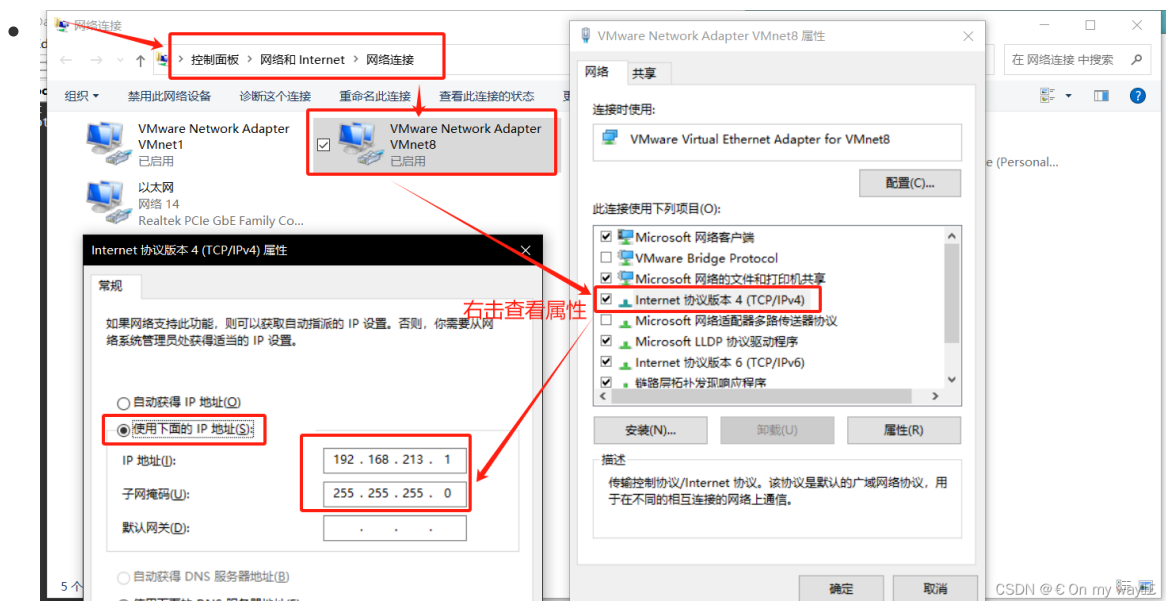 网络连接
控制面板 > 网络和 Internet > 网络连接
在 网络连接 中搜索
组织 禁用此网络设备 诊断这个连接 重命名此连接 查看此连接的状态
VMware Network Adapter
VMnet1
已启用
VMware Network Adapter
VMnet8
已启用
以太网
网络 14
Realtek PCIe GbE Family Co...
e (Personal...
5 个
Internet 协议版本 4 (TCP/IPv4) 属性
常规
如果网络支持此功能，则可以获取自动指派的 IP 设置。否则，你需要从网
络系统管理员处获得适当的 IP 设置。
自动获得 IP 地址(O)
使用下面的 IP 地址(S):
IP 地址(I): 192 . 168 . 213 . 1
子网掩码(U): 255 . 255 . 255 . 0
默认网关(D): . . .
自动获得 DNS 服务器地址(B)
右击查看属性
VMware Network Adapter VMnet8 属性
网络 共享
连接时使用:
VMware Virtual Ethernet Adapter for VMnet8
配置(C)...
此连接使用下列项目(O):
Microsoft 网络客户端
VMware Bridge Protocol
Microsoft 网络的文件和打印机共享
Internet 协议版本 4 (TCP/IPv4)
Microsoft 网络适配器多路传送器协议
Microsoft LLDP 协议驱动程序
Internet 协议版本 6 (TCP/IPv6)
链路层拓扑发现响应程序
安装(N)... 卸载(U) 属性(R)
描述
传输控制协议/Internet 协议。该协议是默认的广域网络协议，用
于在不同的相互连接的网络上通信。
确定 取消
CSDN @€ On my way至